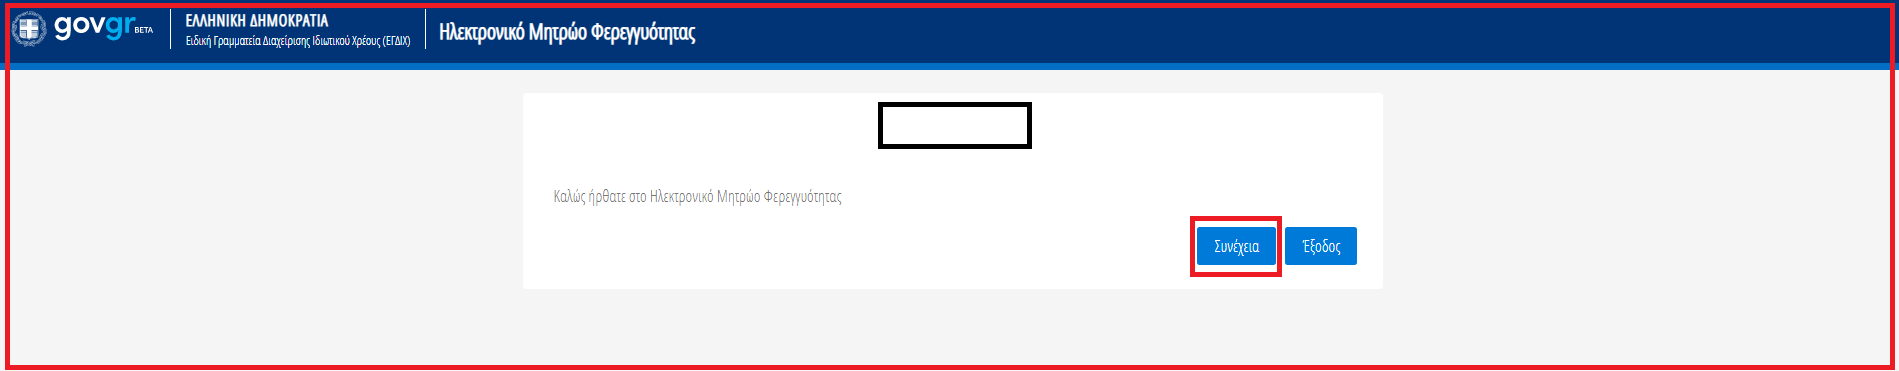 govgr BETA
ΕΛΛΗΝΙΚΗ ΔΗΜΟΚΡΑΤΙΑ
Ειδική Γραμματεία Διαχείρισης Ιδιωτικού Χρέους (ΕΓΔΙΧ)
Ηλεκτρονικό Μητρώο Φερεγγυότητας
Καλώς ήρθατε στο Ηλεκτρονικό Μητρώο Φερεγγυότητας
Συνέχεια
Έξοδος